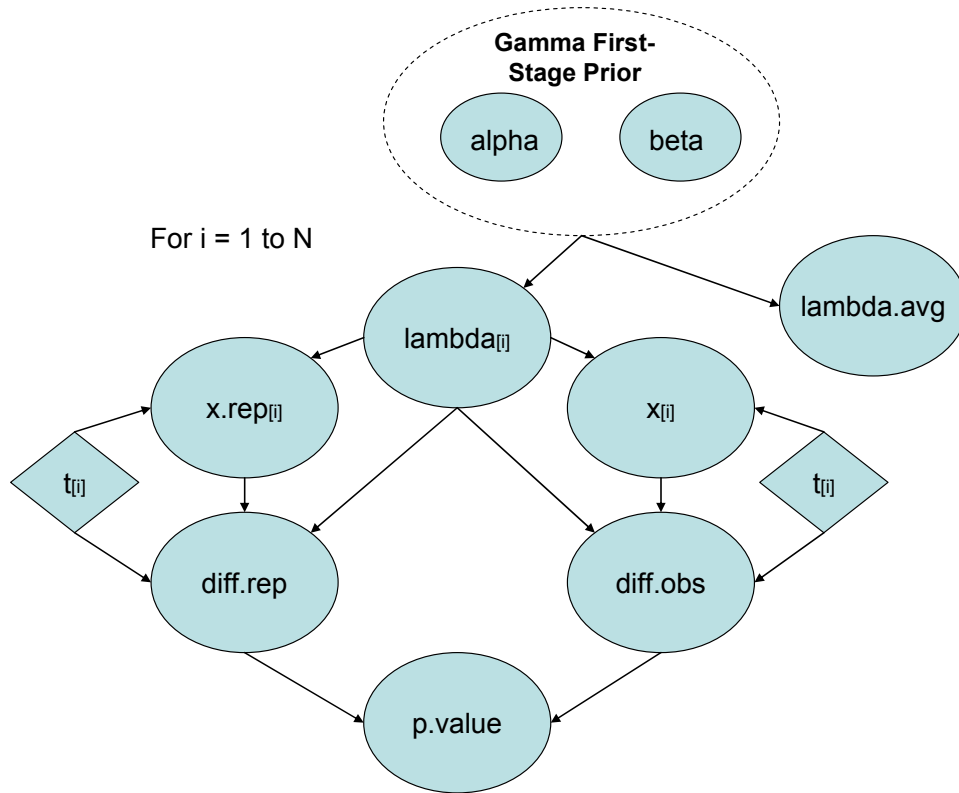 Gamma First-
Stage Prior
alpha
beta
For i = 1 to N
lambda[i]
lambda.avg
x.rep[i]
x[i]
t[i]
t[i]
diff.rep
diff.obs
p.value